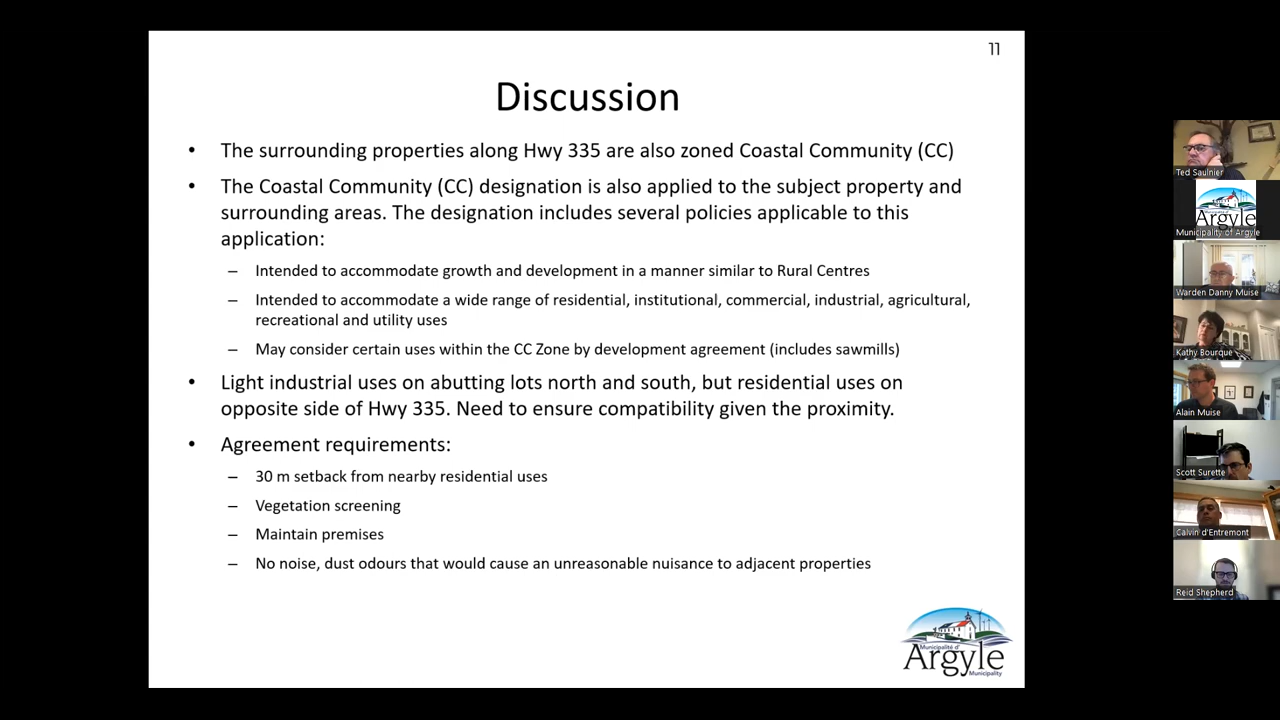 11
Discussion
• The surrounding properties along Hwy 335 are also zoned Coastal Community (CC)
• The Coastal Community (CC) designation is also applied to the subject property and
surrounding areas. The designation includes several policies applicable to this
application:
– Intended to accommodate growth and development in a manner similar to Rural Centres
– Intended to accommodate a wide range of residential, institutional, commercial, industrial, agricultural,
recreational and utility uses
– May consider certain uses within the CC Zone by development agreement (includes sawmills)
• Light industrial uses on abutting lots north and south, but residential uses on
opposite side of Hwy 335. Need to ensure compatibility given the proximity.
• Agreement requirements:
– 30 m setback from nearby residential uses
– Vegetation screening
– Maintain premises
– No noise, dust odours that would cause an unreasonable nuisance to adjacent properties
Municipalité d'
Argyle
Municipality
Ted Saulnier
Argyle
Municipality of Argyle
Warden Danny Muise
Kathy Bourque
Alain Muise
Scott Surette
Calvin d'Entremont
Reid Shepherd